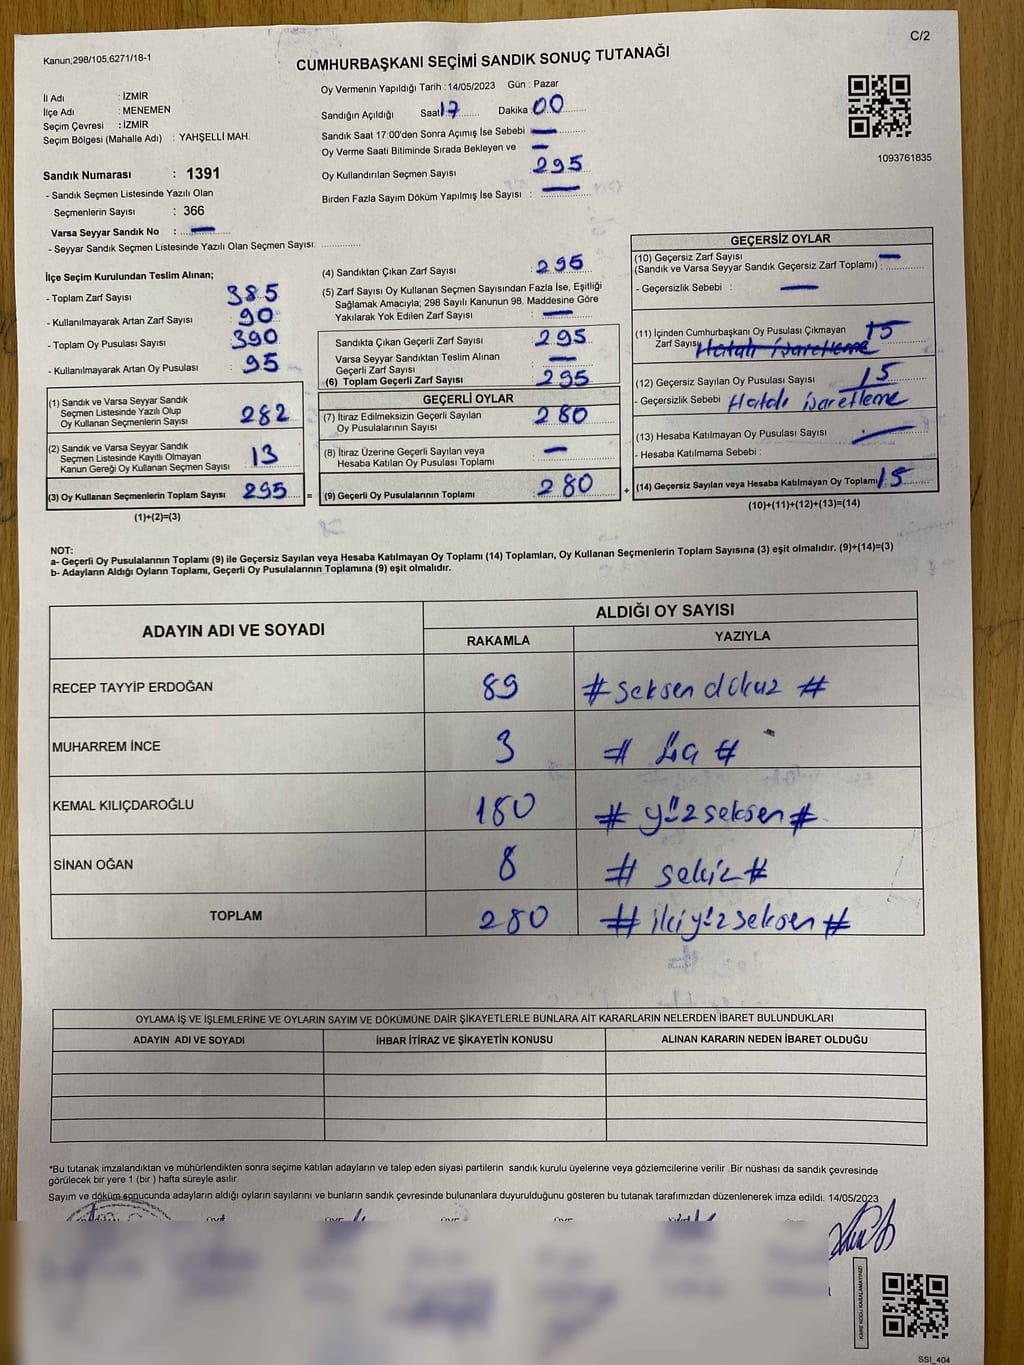 C/2
Kanun;298/105;6271/18-1
CUMHURBAŞKANI SEÇİMİ SANDIK SONUÇ TUTANAĞI
İl Adı : İZMİR
İlçe Adı : MENEMEN
Seçim Çevresi : İZMİR
Seçim Bölgesi (Mahalle Adı) : YAHŞELLİ MAH.
Sandık Numarası : 1391
- Sandık Seçmen Listesinde Yazılı Olan
Seçmenlerin Sayısı : 366
Varsa Seyyar Sandık No : —
- Seyyar Sandık Seçmen Listesinde Yazılı Olan Seçmen Sayısı:
Oy Vermenin Yapıldığı Tarih : 14/05/2023 Gün : Pazar
Sandığın Açıldığı Saat 17 Dakika 00
Sandık Saat 17:00'den Sonra Açımış İse Sebebi —
Oy Verme Saati Bitiminde Sırada Bekleyen ve —
Oy Kullandırılan Seçmen Sayısı : 295
Birden Fazla Sayım Döküm Yapılmış İse Sayısı : —
1093761835
İlçe Seçim Kurulundan Teslim Alınan;
- Toplam Zarf Sayısı 385
- Kullanılmayarak Artan Zarf Sayısı 90
- Toplam Oy Pusulası Sayısı 390
- Kullanılmayarak Artan Oy Pusulası 95
(1) Sandık ve Varsa Seyyar Sandık
Seçmen Listesinde Yazılı Olup
Oy Kullanan Seçmenlerin Sayısı 282
(2) Sandık ve Varsa Seyyar Sandık
Seçmen Listesinde Kayıtlı Olmayan
Kanun Gereği Oy Kullanan Seçmen Sayısı 13
(3) Oy Kullanan Seçmenlerin Toplam Sayısı 295 =
(1)+(2)=(3)
(4) Sandıktan Çıkan Zarf Sayısı : 295
(5) Zarf Sayısı Oy Kullanan Seçmen Sayısından Fazla İse, Eşitliği
Sağlamak Amacıyla; 298 Sayılı Kanunun 98. Maddesine Göre
Yakılarak Yok Edilen Zarf Sayısı : —
Sandıkta Çıkan Geçerli Zarf Sayısı : 295
Varsa Seyyar Sandıktan Teslim Alınan
Geçerli Zarf Sayısı : —
(6) Toplam Geçerli Zarf Sayısı : 295
GEÇERLİ OYLAR
(7) İtiraz Edilmeksizin Geçerli Sayılan
Oy Pusulalarının Sayısı : 280
(8) İtiraz Üzerine Geçerli Sayılan veya
Hesaba Katılan Oy Pusulası Toplamı : —
(9) Geçerli Oy Pusulalarının Toplamı : 280 +
GEÇERSİZ OYLAR
(10) Geçersiz Zarf Sayısı —
(Sandık ve Varsa Seyyar Sandık Geçersiz Zarf Toplamı) :
- Geçersizlik Sebebi : —
(11) İçinden Cumhurbaşkanı Oy Pusulası Çıkmayan 15
Zarf Sayısı Hatalı işaretleme
(12) Geçersiz Sayılan Oy Pusulası Sayısı 15
- Geçersizlik Sebebi Hatalı işaretleme
(13) Hesaba Katılmayan Oy Pusulası Sayısı —
- Hesaba Katılmama Sebebi :
(14) Geçersiz Sayılan veya Hesaba Katılmayan Oy Toplamı 15
(10)+(11)+(12)+(13)=(14)
NOT:
a- Geçerli Oy Pusulalarının Toplamı (9) ile Geçersiz Sayılan veya Hesaba Katılmayan Oy Toplamı (14) Toplamları, Oy Kullanan Seçmenlerin Toplam Sayısına (3) eşit olmalıdır. (9)+(14)=(3)
b- Adayların Aldığı Oyların Toplamı, Geçerli Oy Pusulalarının Toplamına (9) eşit olmalıdır.
ADAYIN ADI VE SOYADI ALDIĞI OY SAYISI
RAKAMLA YAZIYLA
RECEP TAYYİP ERDOĞAN 89 # seksen dokuz #
MUHARREM İNCE 3 # üç #
KEMAL KILIÇDAROĞLU 180 # yüzseksen #
SİNAN OĞAN 8 # sekiz #
TOPLAM 280 # ikiyüzseksen #
OYLAMA İŞ VE İŞLEMLERİNE VE OYLARIN SAYIM VE DÖKÜMÜNE DAİR ŞİKAYETLERLE BUNLARA AİT KARARLARIN NELERDEN İBARET BULUNDUKLARI
ADAYIN ADI VE SOYADI İHBAR İTİRAZ VE ŞİKAYETİN KONUSU ALINAN KARARIN NEDEN İBARET OLDUĞU
*Bu tutanak imzalandıktan ve mühürlendikten sonra seçime katılan adayların ve talep eden siyasi partilerin sandık kurulu üyelerine veya gözlemcilerine verilir .Bir nüshası da sandık çevresinde
görülecek bir yere 1 (bir ) hafta süreyle asılır.
Sayım ve döküm sonucunda adayların aldığı oyların sayılarını ve bunların sandık çevresinde bulunanlara duyurulduğunu gösteren bu tutanak tarafımızdan düzenlenerek imza edildi. 14/05/2023
KARE KODU KARALAMAYINIZ!
SSI_404